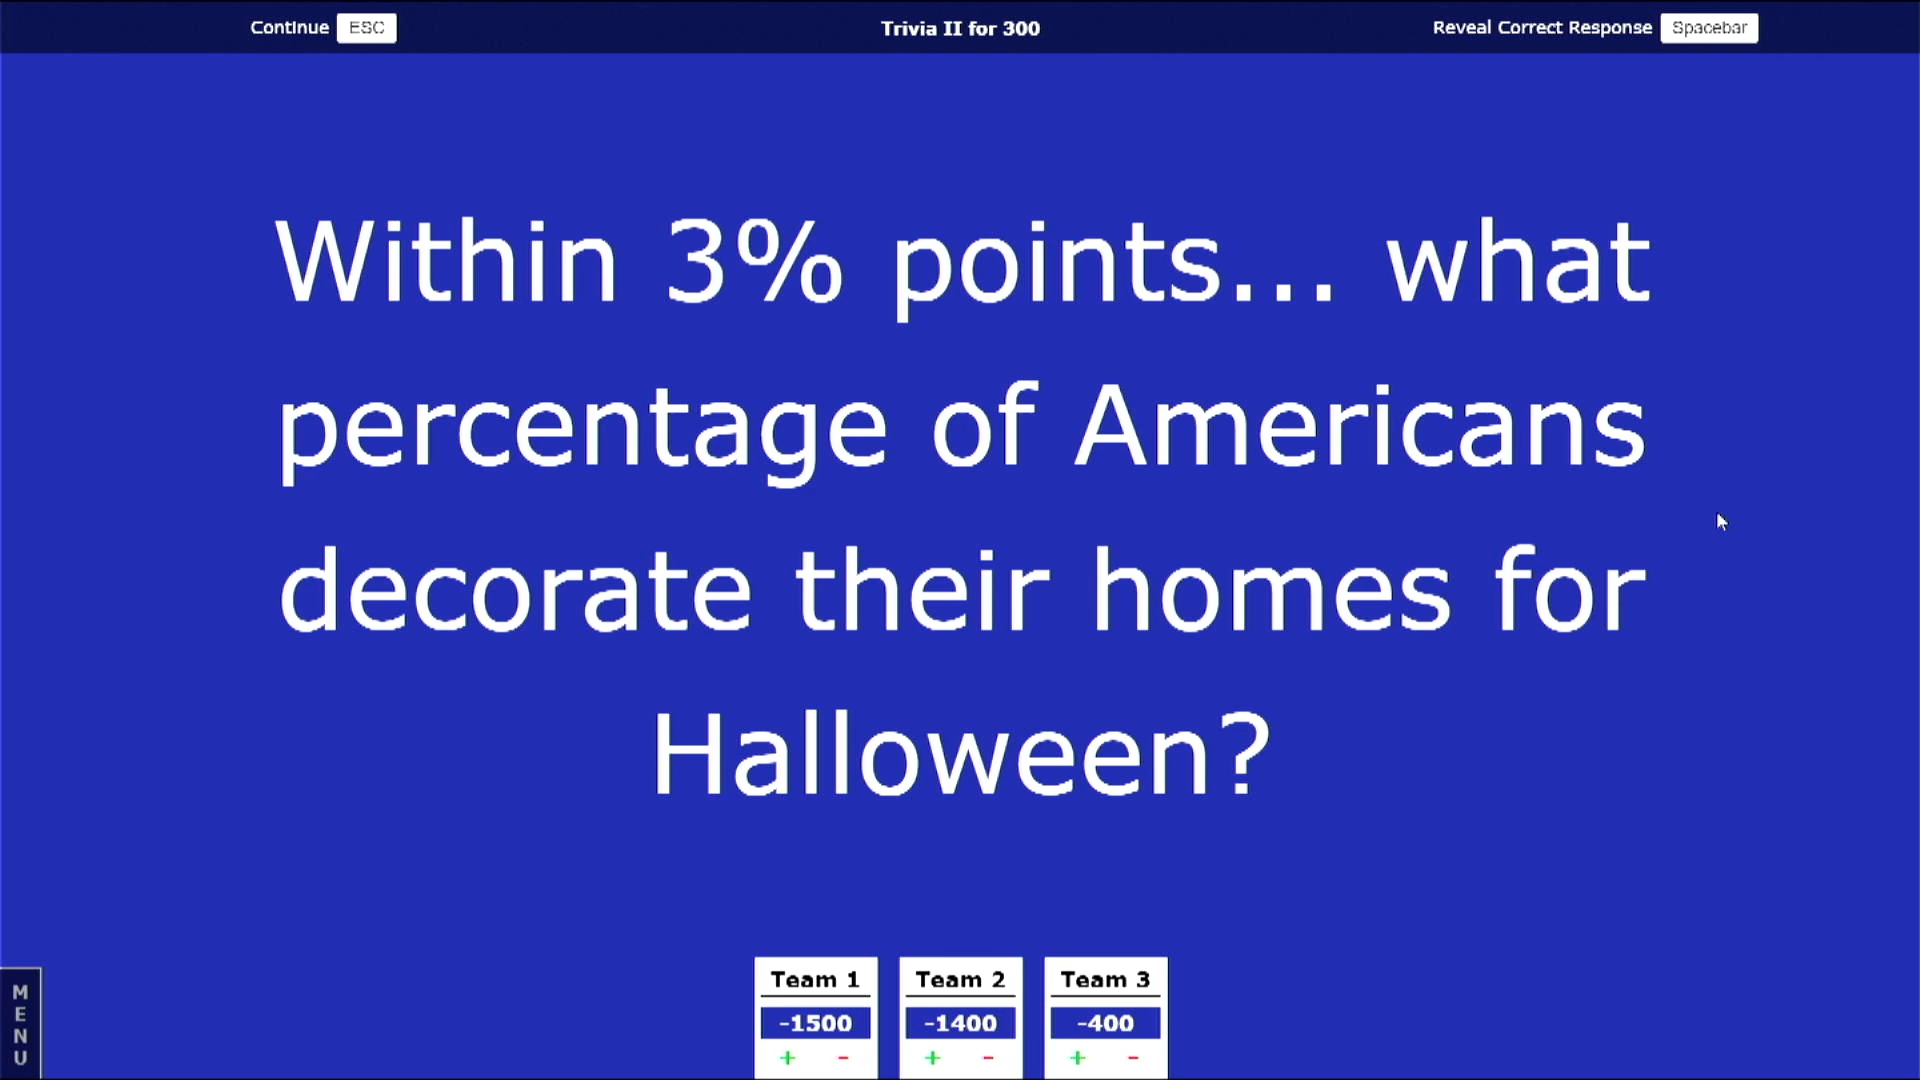 Continue ESC
Trivia II for 300
Reveal Correct Response Spacebar
Within 3% points... what
percentage of Americans
decorate their homes for
Halloween?
MENU
Team 1 Team 2 Team 3
-1500 -1400 -400
+ - + - + -